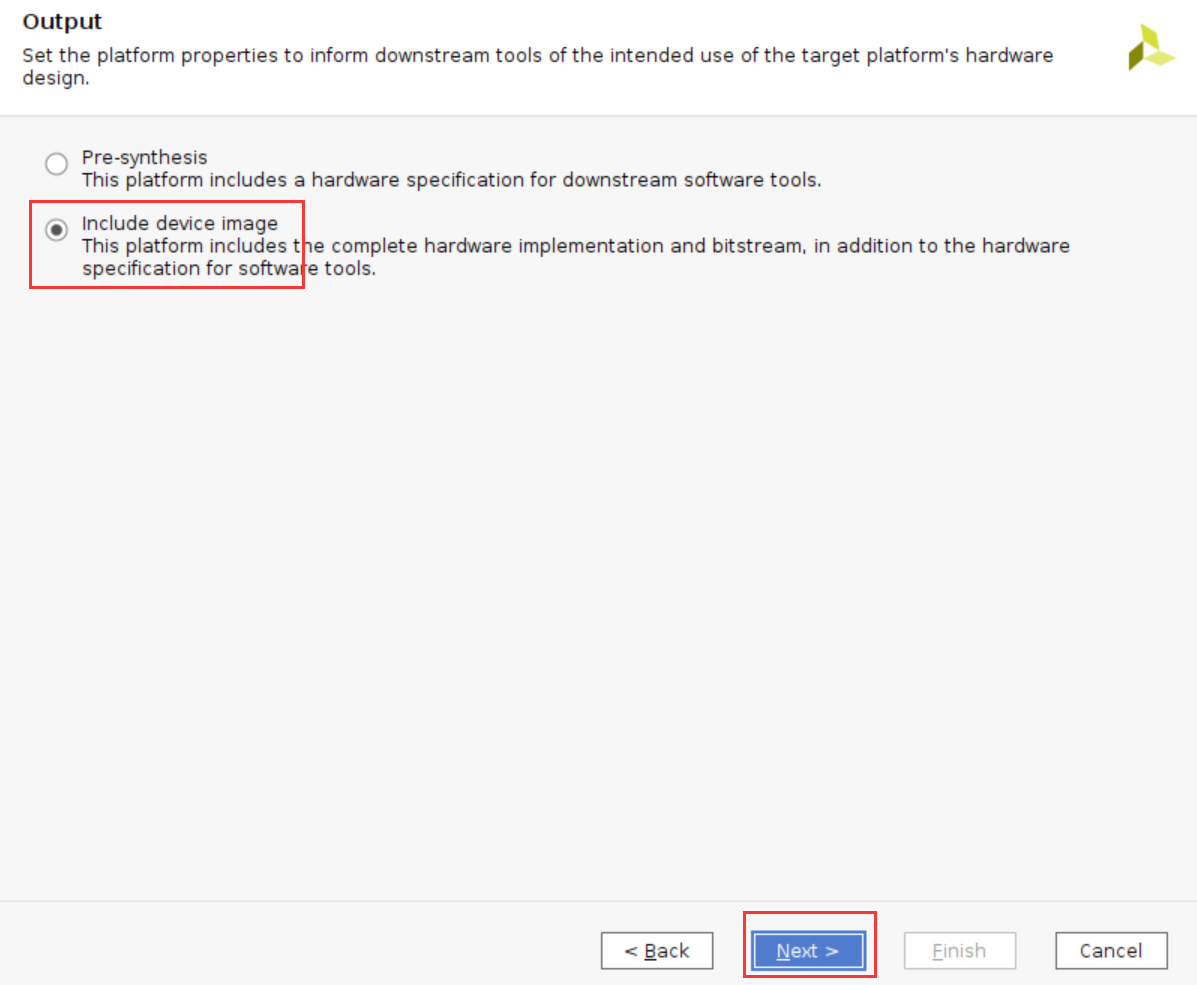 Output
Set the platform properties to inform downstream tools of the intended use of the target platform's hardware
design.
Pre-synthesis
This platform includes a hardware specification for downstream software tools.
Include device image
This platform includes the complete hardware implementation and bitstream, in addition to the hardware
specification for software tools.
< Back
Next >
Finish
Cancel